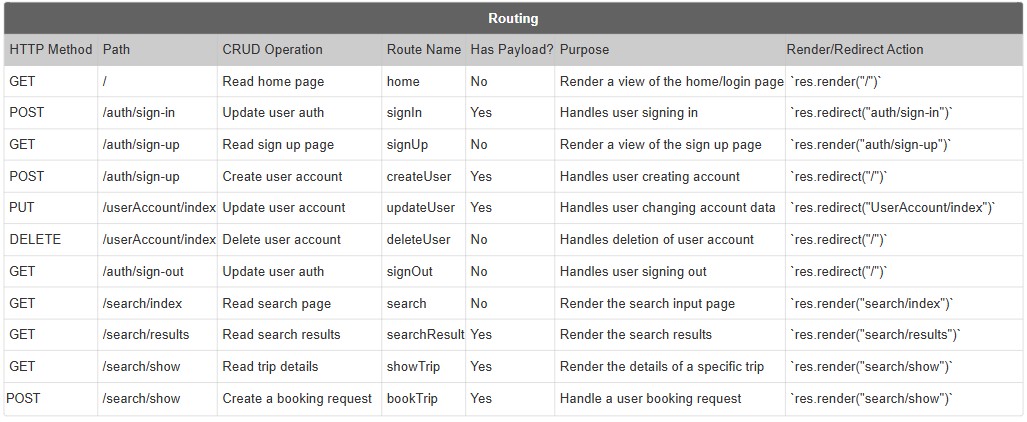 Routing
HTTP Method Path CRUD Operation Route Name Has Payload? Purpose Render/Redirect Action
GET / Read home page home No Render a view of the home/login page `res.render("/")`
POST /auth/sign-in Update user auth signIn Yes Handles user signing in `res.redirect("auth/sign-in")`
GET /auth/sign-up Read sign up page signUp No Render a view of the sign up page `res.render("auth/sign-up")`
POST /auth/sign-up Create user account createUser Yes Handles user creating account `res.redirect("/")`
PUT /userAccount/index Update user account updateUser Yes Handles user changing account data `res.redirect("UserAccount/index")`
DELETE /userAccount/index Delete user account deleteUser No Handles deletion of user account `res.redirect("/")`
GET /auth/sign-out Update user auth signOut No Handles user signing out `res.redirect("/")`
GET /search/index Read search page search No Render the search input page `res.render("search/index")`
GET /search/results Read search results searchResult Yes Render the search results `res.render("search/results")`
GET /search/show Read trip details showTrip Yes Render the details of a specific trip `res.render("search/show")`
POST /search/show Create a booking request bookTrip Yes Handle a user booking request `res.render("search/show")`